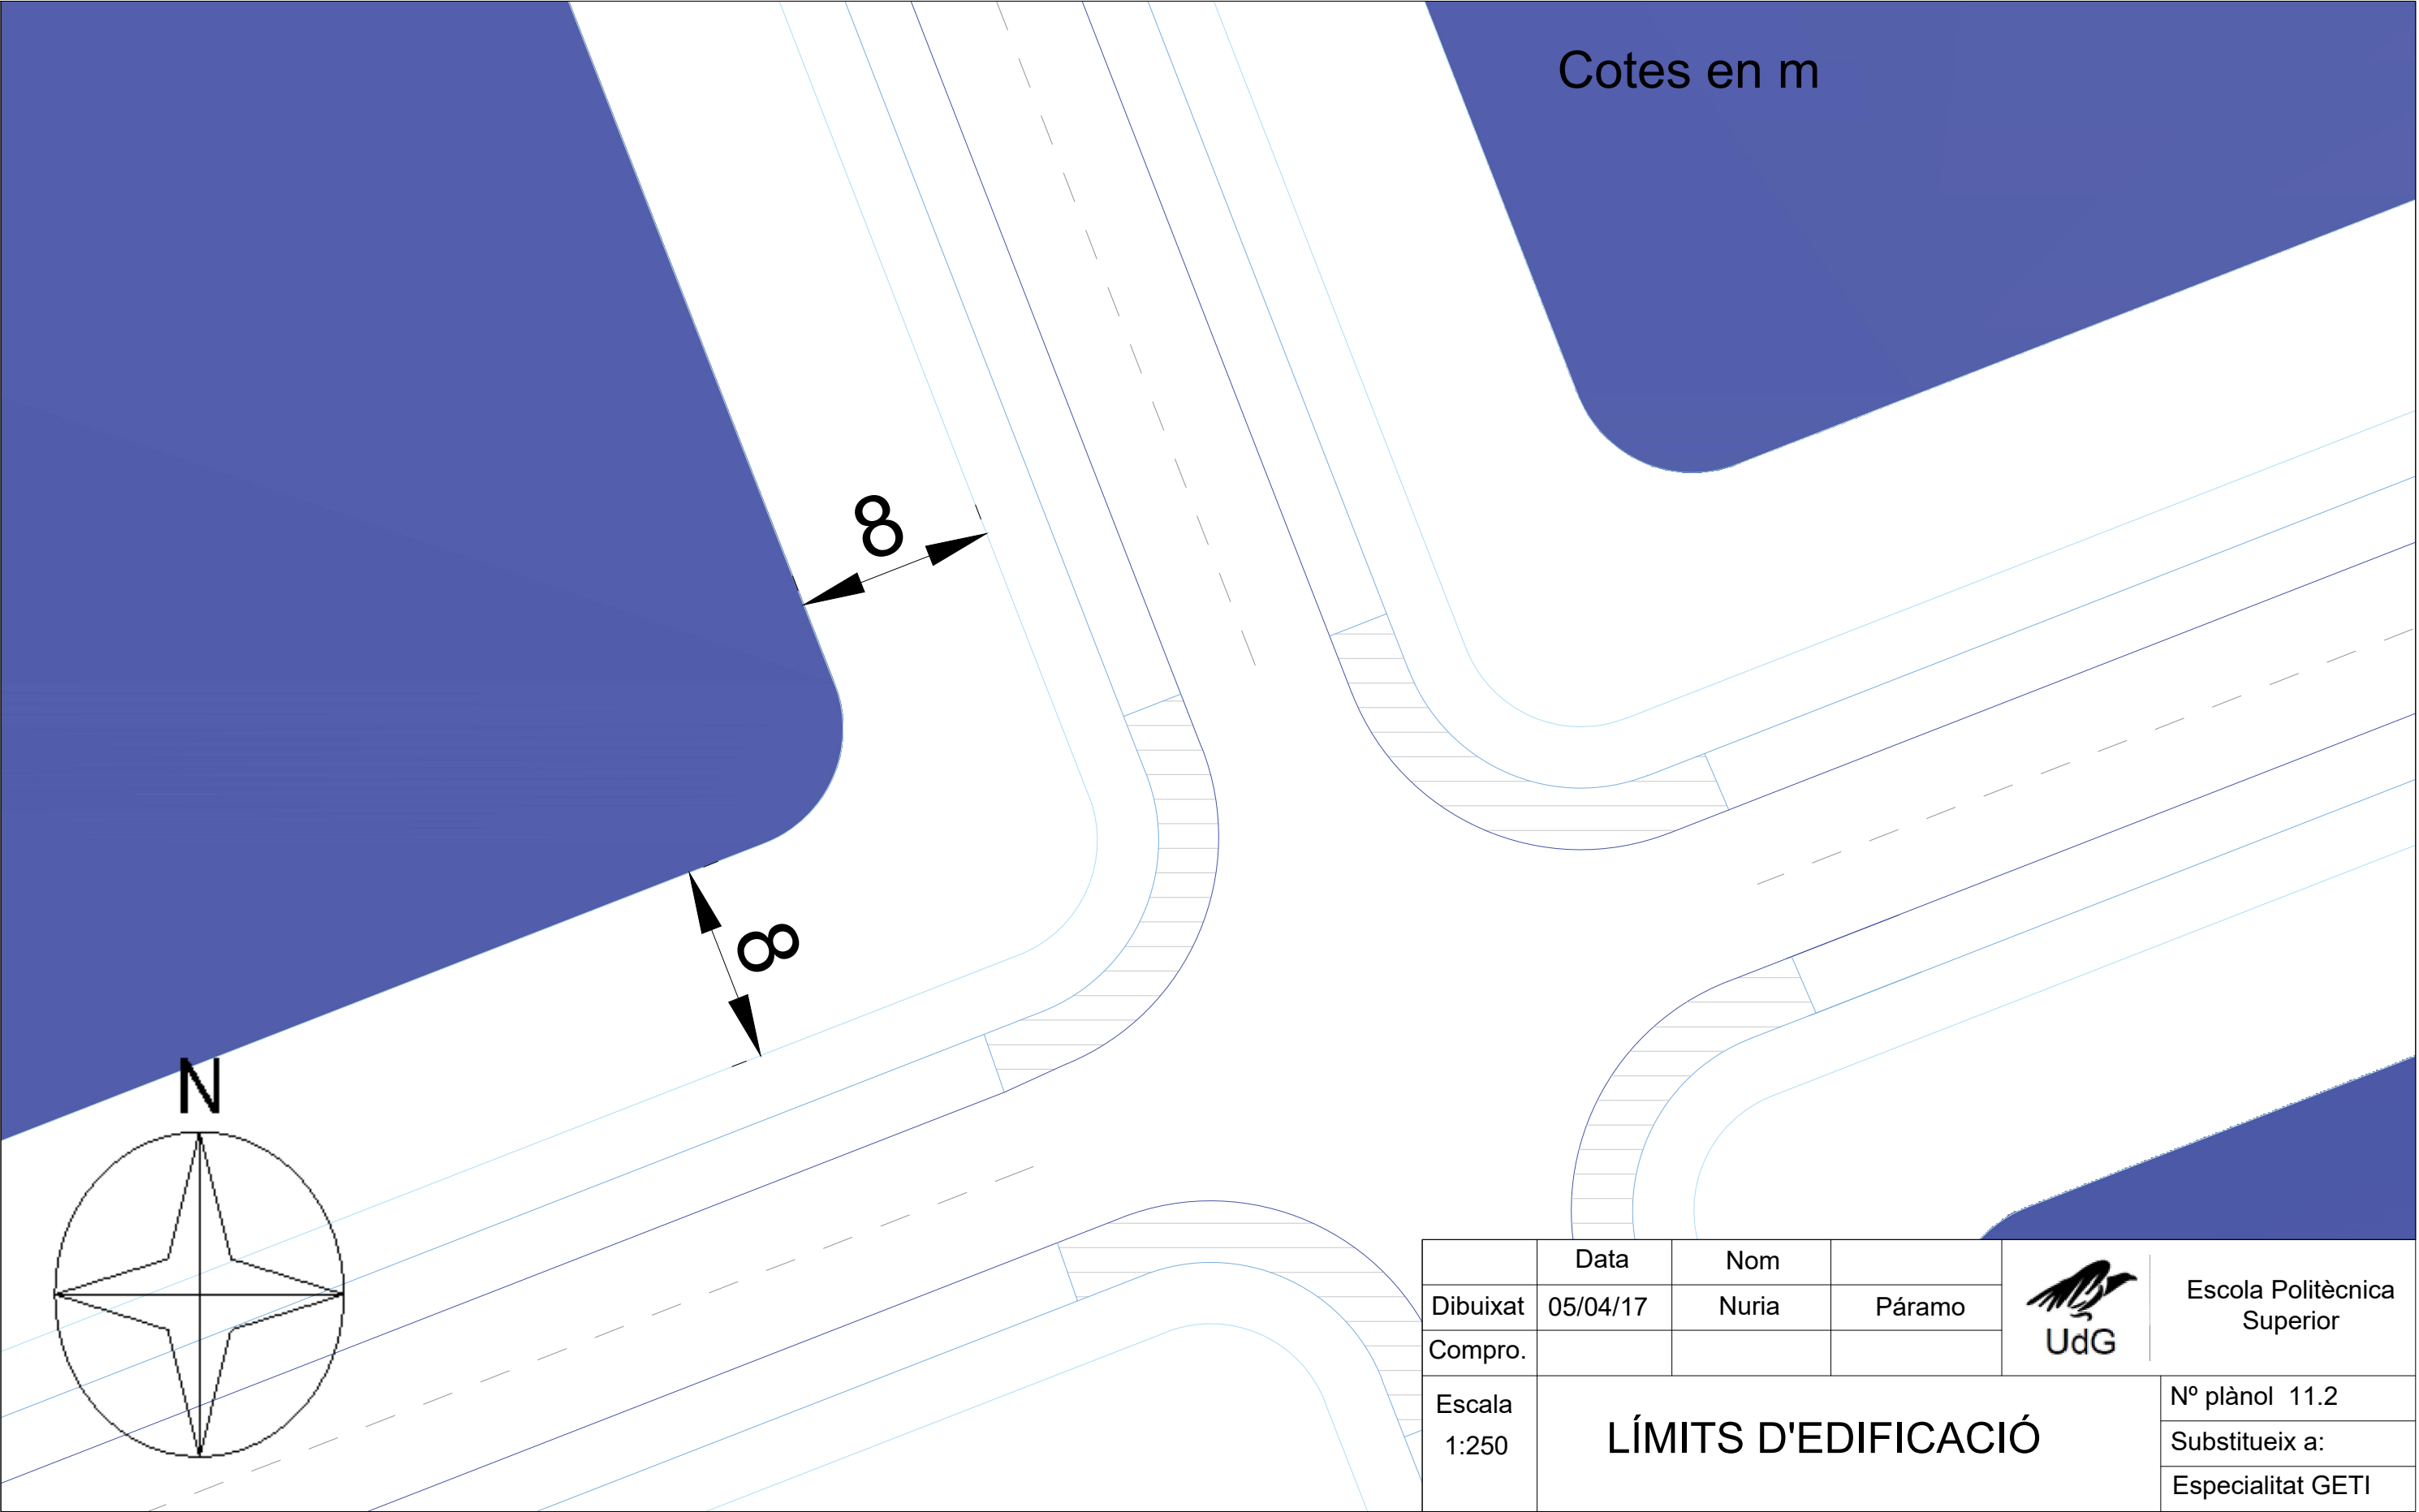 Cotes en m
8
8
N
Data Nom
Dibuixat 05/04/17 Nuria Páramo
Compro.
UdG
Escola Politècnica
Superior
Escala
1:250
LÍMITS D'EDIFICACIÓ
Nº plànol 11.2
Substitueix a:
Especialitat GETI